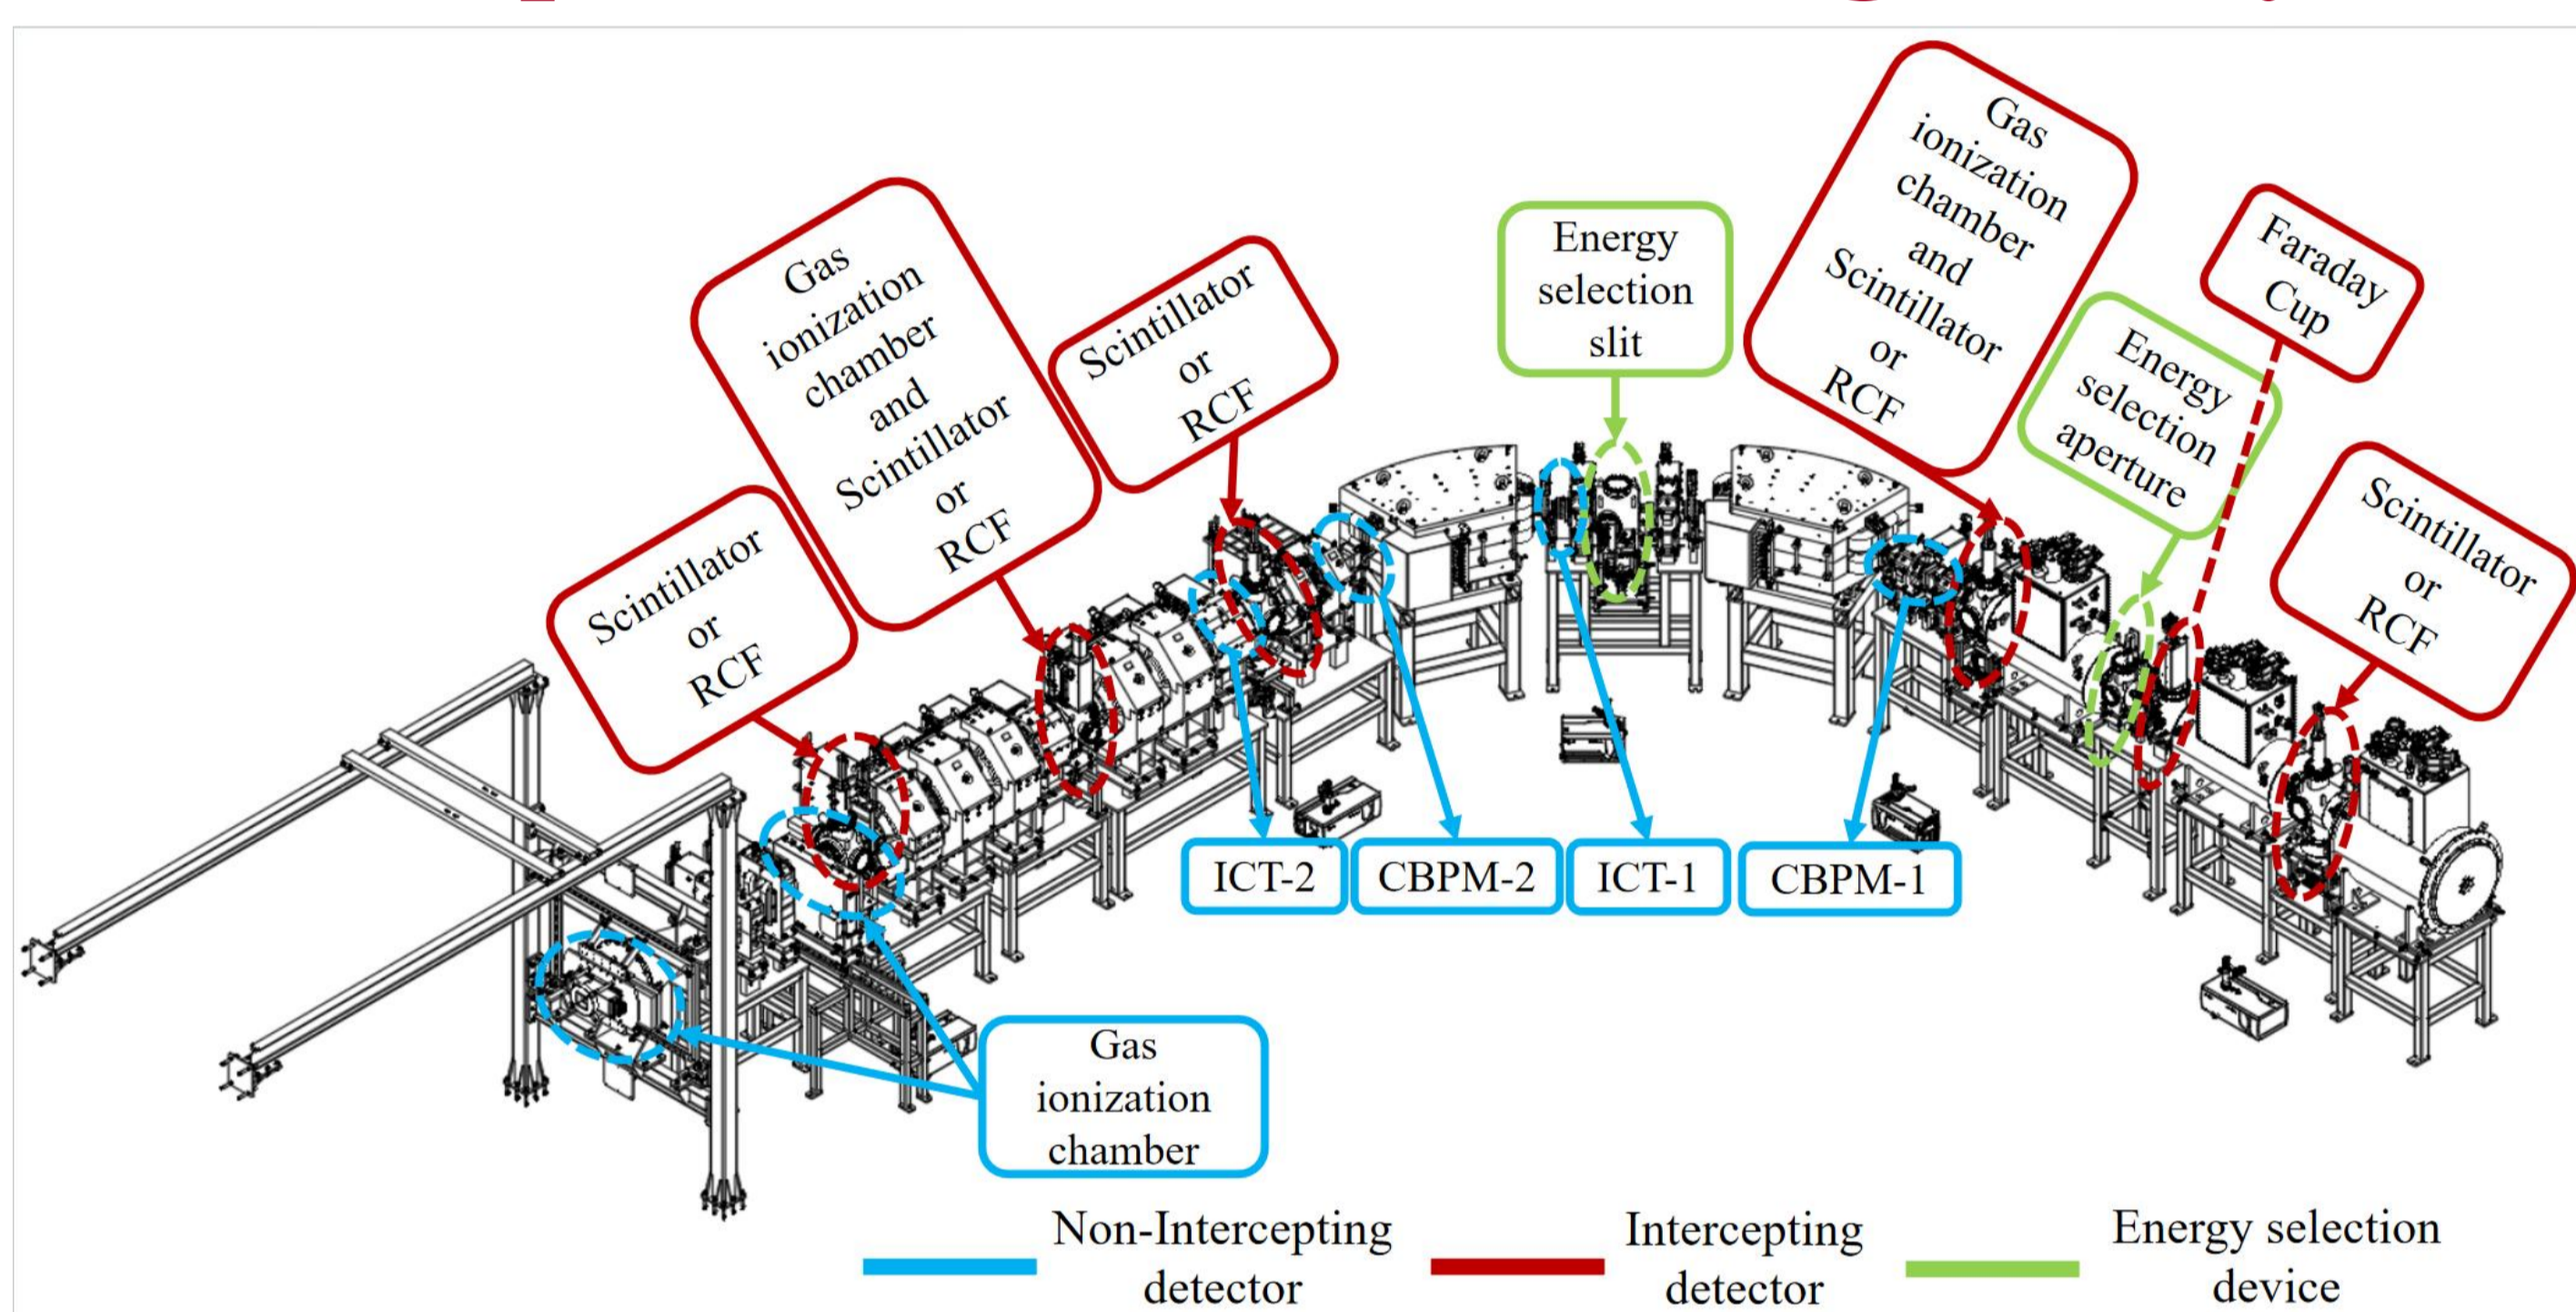 Gas
ionization
chamber
and
Scintillator
or
RCF
Faraday
Cup
Gas
ionization
chamber
and
Scintillator
or
RCF
Energy
selection
slit
Scintillator
or
RCF
Energy
selection
aperture
Scintillator
or
RCF
Scintillator
or
RCF
ICT-2
CBPM-2
ICT-1
CBPM-1
Gas
ionization
chamber
Non-Intercepting
detector
Intercepting
detector
Energy selection
device